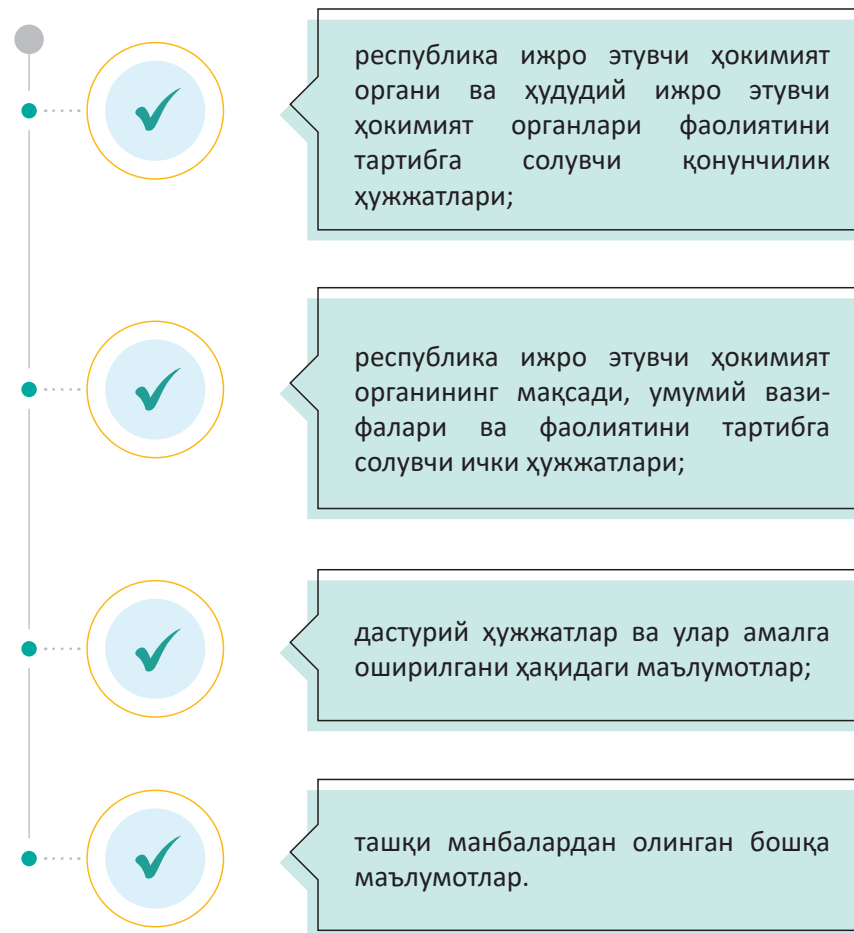 республика ижро этувчи ҳокимият
органи ва ҳудудий ижро этувчи
ҳокимият органлари фаолиятини
тартибга солувчи қонунчилик
ҳужжатлари;
республика ижро этувчи ҳокимият
органининг мақсади, умумий вази-
фалари ва фаолиятини тартибга
солувчи ички ҳужжатлари;
дастурий ҳужжатлар ва улар амалга
оширилгани ҳақидаги маълумотлар;
ташқи манбалардан олинган бошқа
маълумотлар.